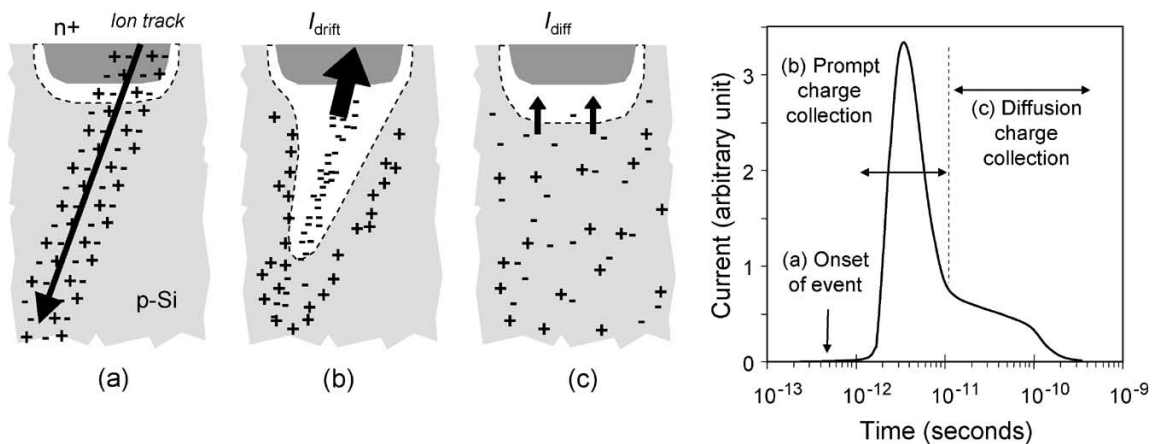 n+
Ion track
p-Si
(a)
I_drift
(b)
I_diff
(c)
Current (arbitrary unit)
3
2
1
0
(b) Prompt
charge
collection
(c) Diffusion
charge
collection
(a) Onset
of event
10^-13
10^-12
10^-11
10^-10
10^-9
Time (seconds)